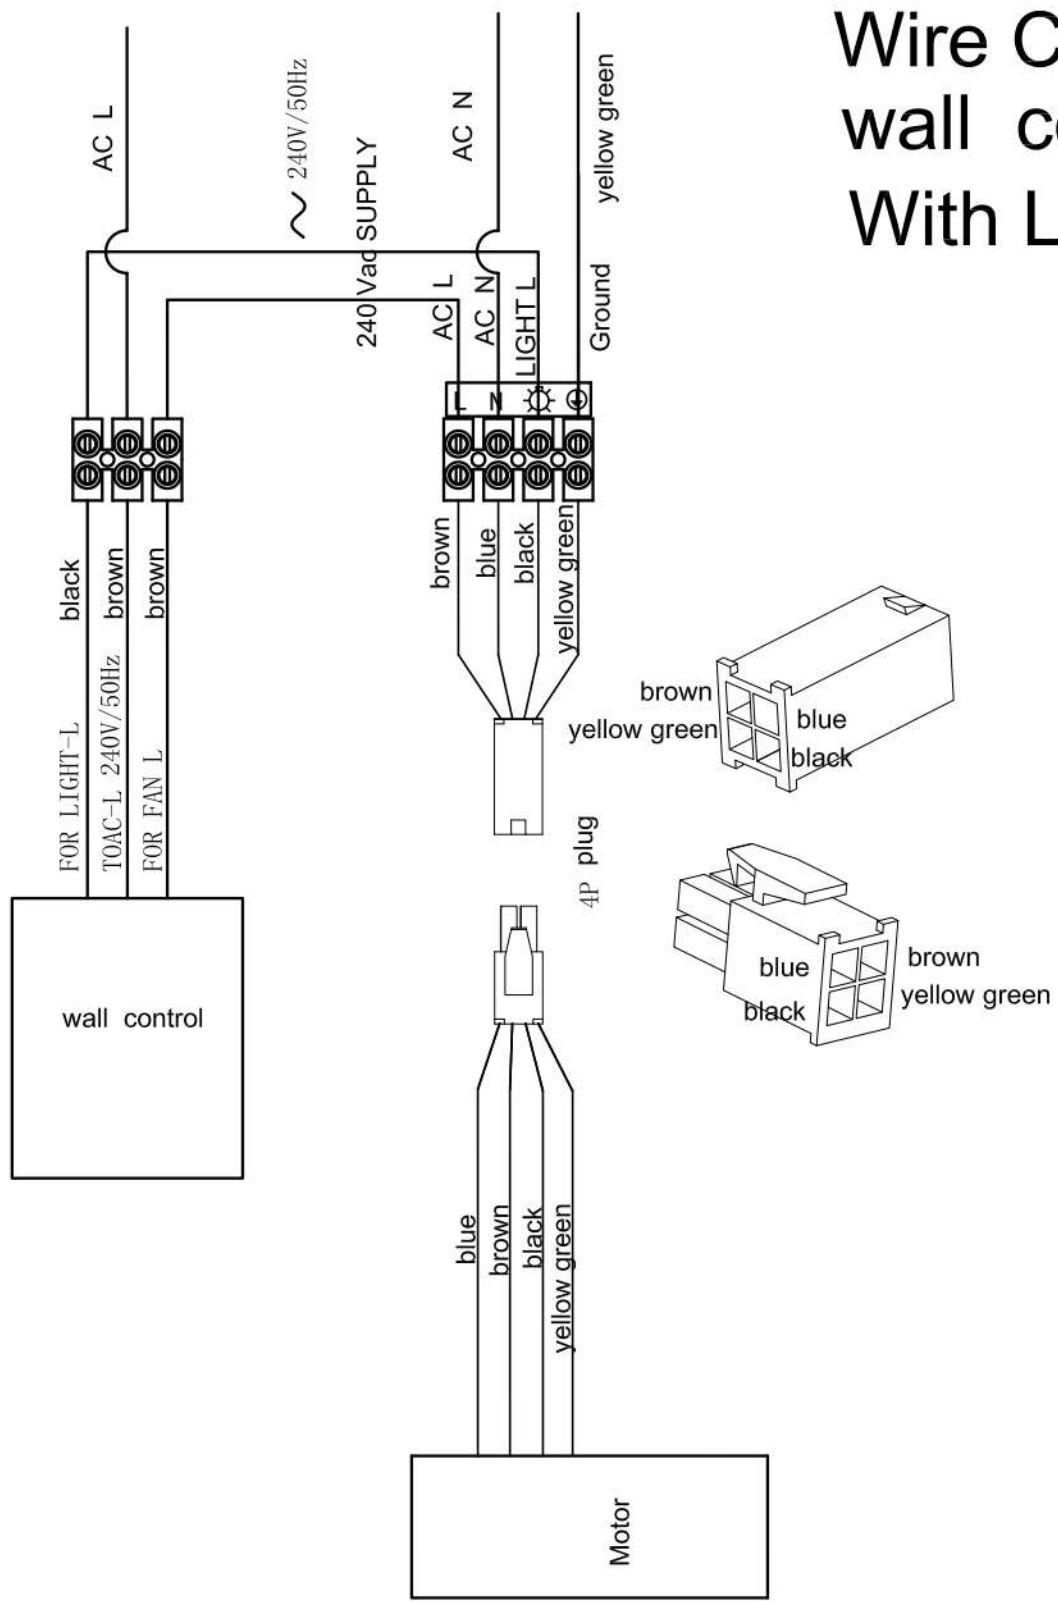 Wire C
wall co
With L
AC L
~ 240V/50Hz
240 Vac SUPPLY
AC N
yellow green
AC L
AC N
LIGHT L
Ground
L
N
black
brown
brown
FOR LIGHT-L
TOAC-L 240V/50Hz
FOR FAN L
wall control
brown
blue
black
yellow green
brown
yellow green
blue
black
4P plug
blue
black
brown
yellow green
blue
brown
black
yellow green
Motor